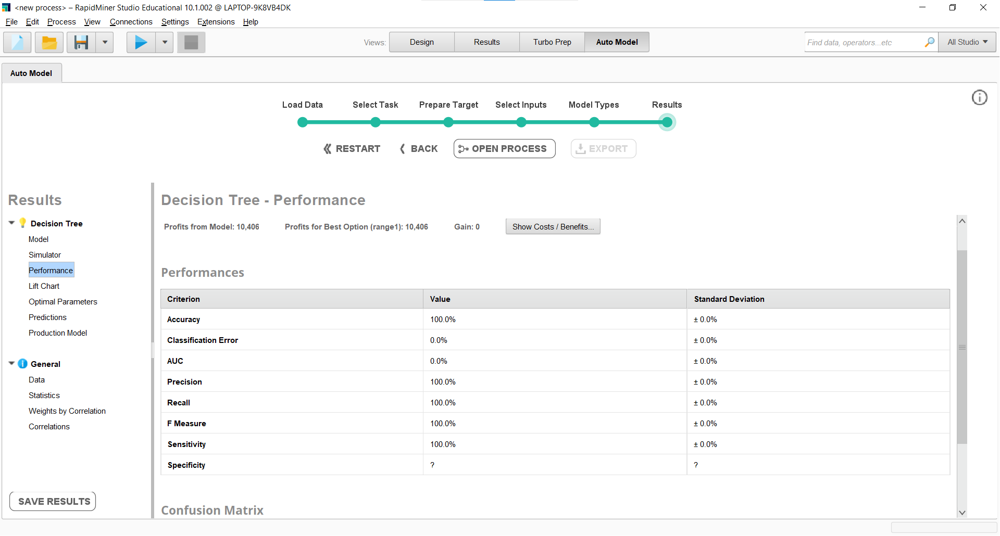 <new process> – RapidMiner Studio Educational 10.1.002 @ LAPTOP-9K8VB4DK
File Edit Process View Connections Settings Extensions Help
Views: Design Results Turbo Prep Auto Model
Find data, operators...etc All Studio
Auto Model
Load Data Select Task Prepare Target Select Inputs Model Types Results
RESTART BACK OPEN PROCESS EXPORT
Results
Decision Tree
Model
Simulator
Performance
Lift Chart
Optimal Parameters
Predictions
Production Model
General
Data
Statistics
Weights by Correlation
Correlations
SAVE RESULTS
Decision Tree - Performance
Profits from Model: 10,406 Profits for Best Option (range1): 10,406 Gain: 0 Show Costs / Benefits...
Performances
Criterion Value Standard Deviation
Accuracy 100.0% ± 0.0%
Classification Error 0.0% ± 0.0%
AUC 0.0% ± 0.0%
Precision 100.0% ± 0.0%
Recall 100.0% ± 0.0%
F Measure 100.0% ± 0.0%
Sensitivity 100.0% ± 0.0%
Specificity ? ?
Confusion Matrix